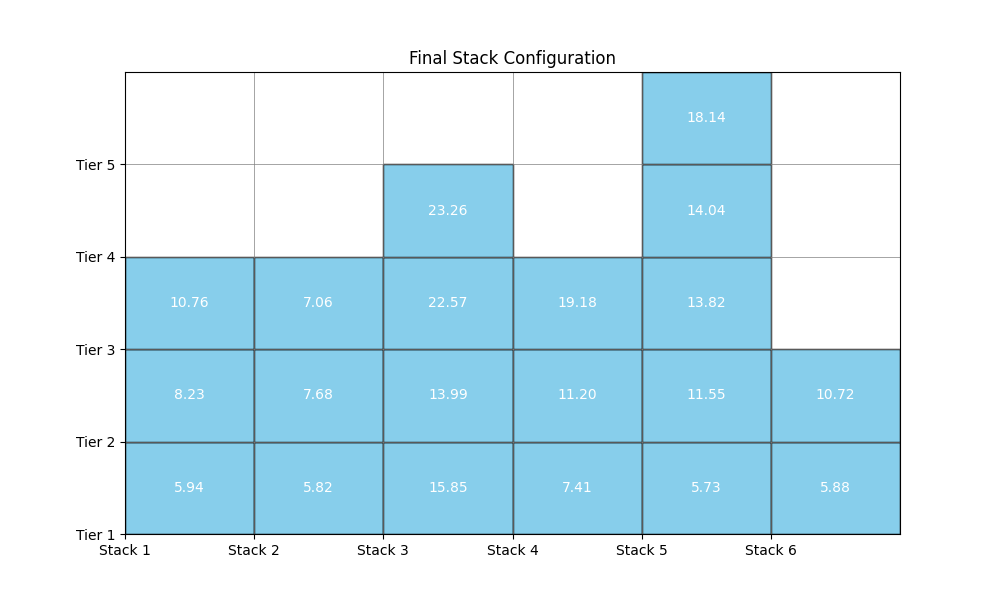 Final Stack Configuration
18.14
Tier 5
23.26 14.04
Tier 4
10.76 7.06 22.57 19.18 13.82
Tier 3
8.23 7.68 13.99 11.20 11.55 10.72
Tier 2
5.94 5.82 15.85 7.41 5.73 5.88
Tier 1
Stack 1 Stack 2 Stack 3 Stack 4 Stack 5 Stack 6